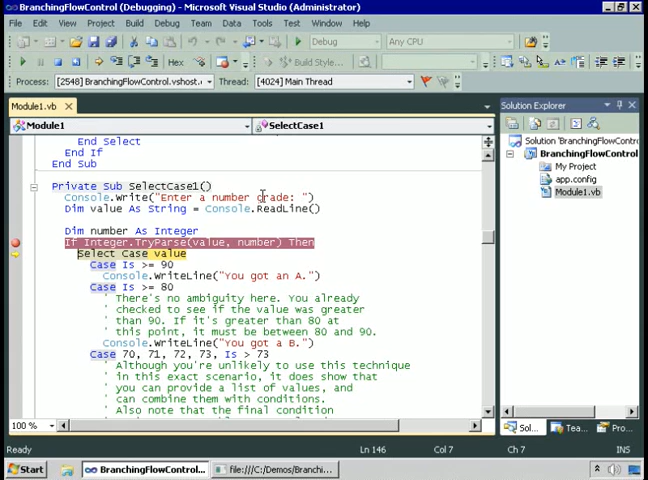 BranchingFlowControl (Debugging) - Microsoft Visual Studio (Administrator)
File Edit View Project Build Debug Team Data Tools Test Window Help
Debug Any CPU
Hex Build Style...
Process: [2548] BranchingFlowControl.vshost. Thread: [4024] Main Thread
Module1.vb
Module1 SelectCase1
End Select
End If
End Sub
Private Sub SelectCase1()
Console.Write("Enter a number grade: ")
Dim value As String = Console.ReadLine()
Dim number As Integer
If Integer.TryParse(value, number) Then
Select Case value
Case Is >= 90
Console.WriteLine("You got an A.")
Case Is >= 80
' There's no ambiguity here. You already
' checked to see if the value was greater
' than 90. If it's greater than 80 at
' this point, it must be between 80 and 90.
Console.WriteLine("You got a B.")
Case 70, 71, 72, 73, Is > 73
' Although you're unlikely to use this technique
' in this exact scenario, it does show that
' you can provide a list of values, and
' can combine them with conditions.
' Also note that the final condition
100 %
Solution Explorer
Solution 'BranchingFlowControl
BranchingFlowControl
My Project
app.config
Module1.vb
Sol... Tea... Pro...
Ready Ln 146 Col 7 Ch 7 INS
Start BranchingFlowControl... file:///C:/Demos/Branchi...